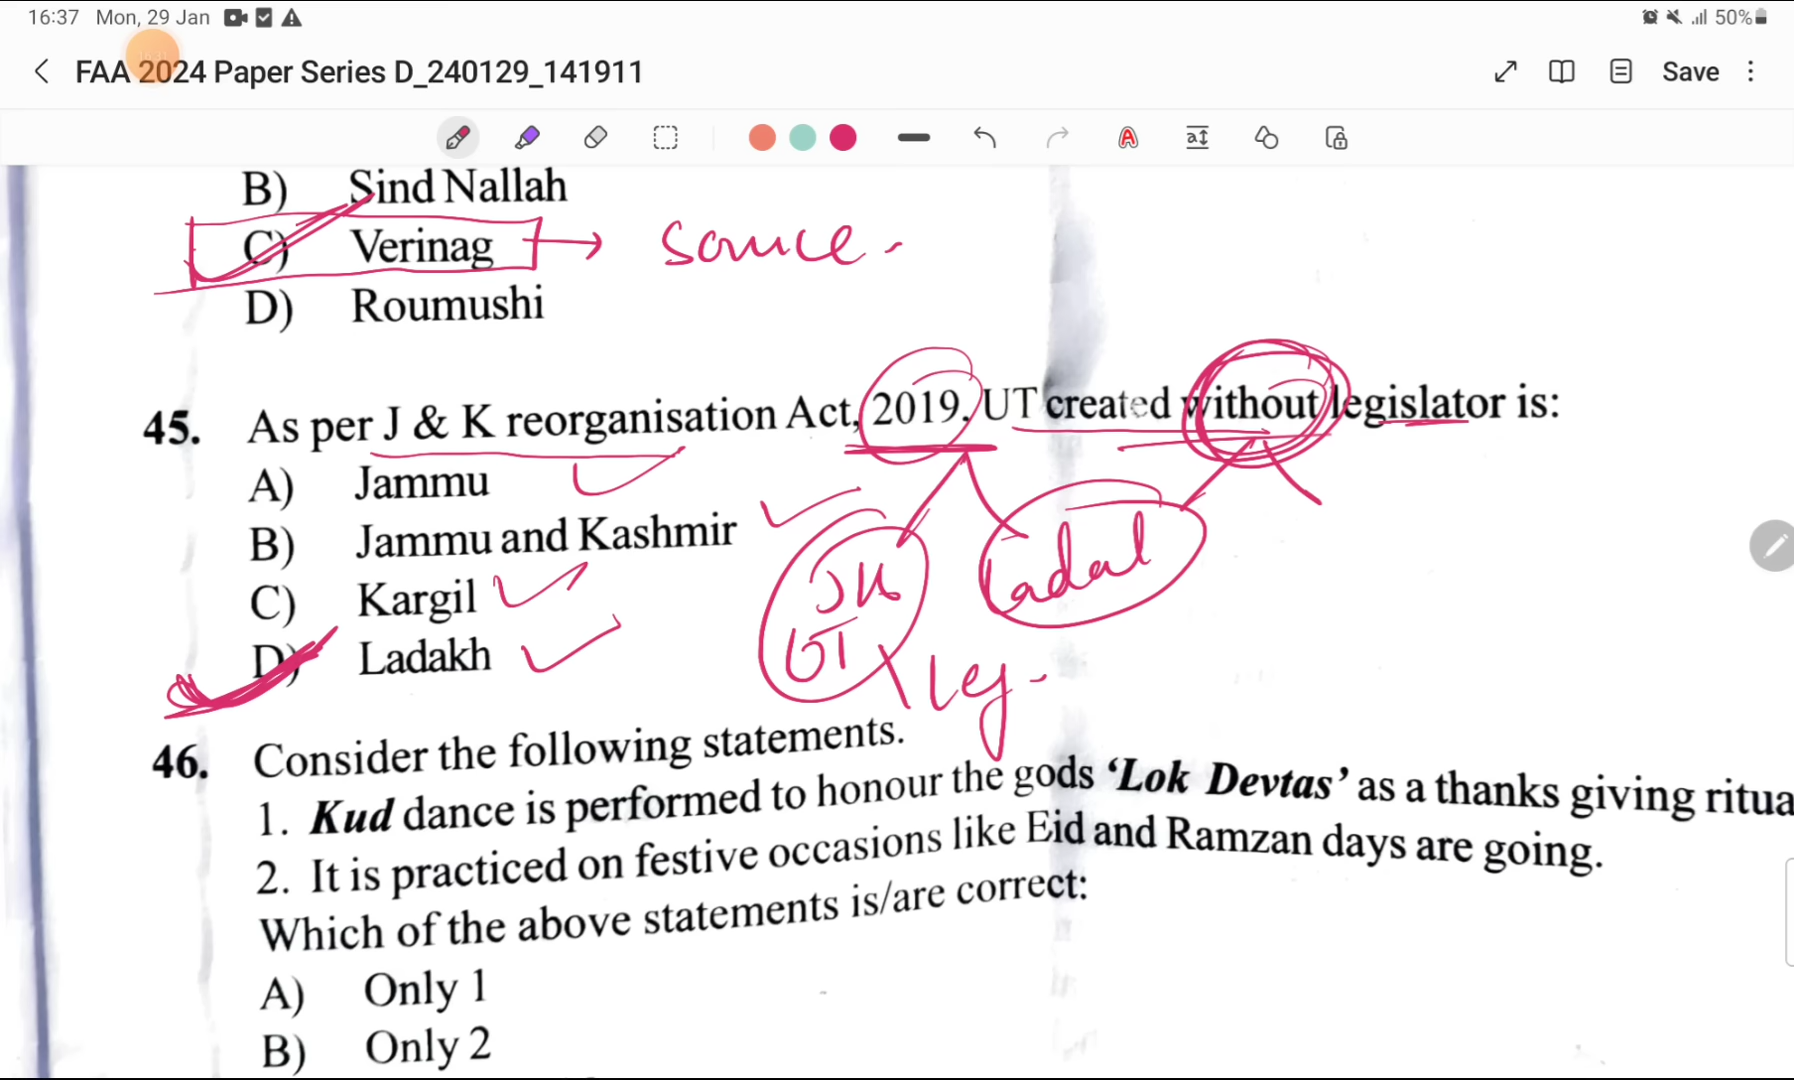 16:37 Mon, 29 Jan 50%
FAA 2024 Paper Series D_240129_141911 Save
B) Sind Nallah
C) Verinag → source -
D) Roumushi
45. As per J & K reorganisation Act, 2019, UT created without legislator is:
A) Jammu
B) Jammu and Kashmir
C) Kargil
D) Ladakh
JK
UT
Ladak
leg -
46. Consider the following statements.
1. Kud dance is performed to honour the gods ‘Lok Devtas’ as a thanks giving ritua
2. It is practiced on festive occasions like Eid and Ramzan days are going.
Which of the above statements is/are correct:
A) Only 1
B) Only 2